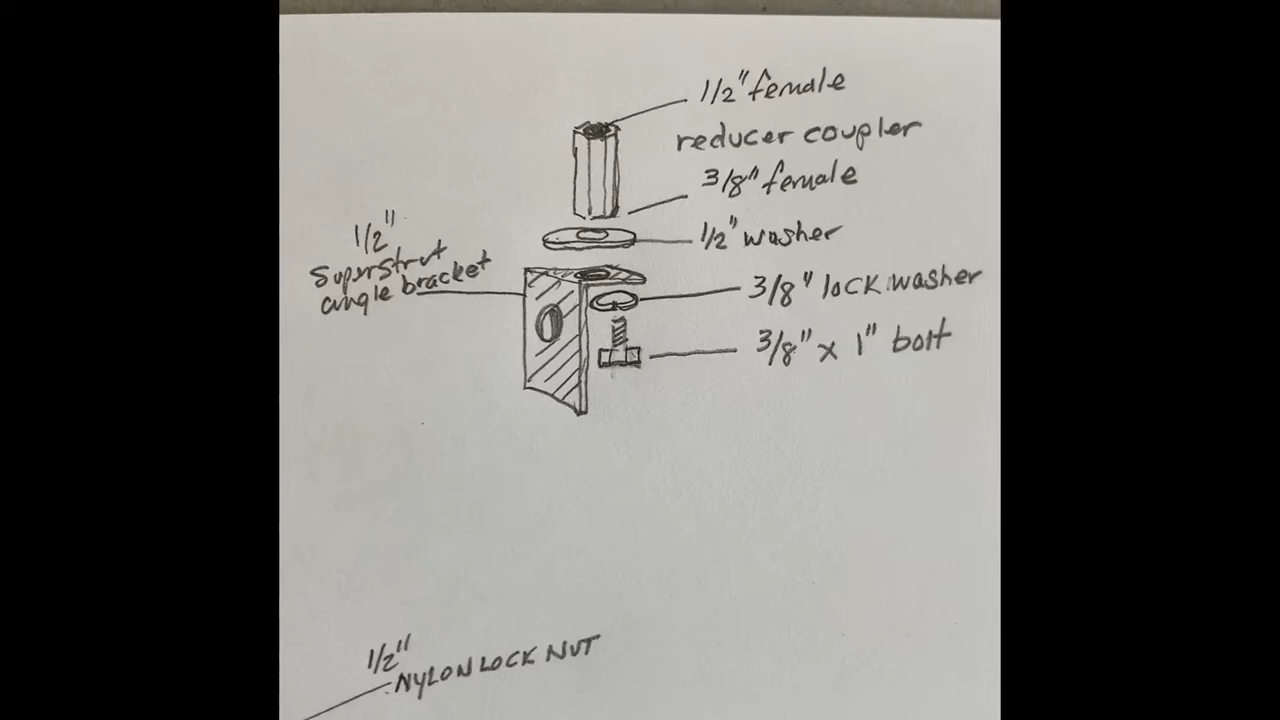 1/2" female
reducer coupler
3/8" female
1/2" washer
1/2"
Superstrut
angle bracket
3/8" lock washer
3/8" x 1" bolt
1/2"
NYLON LOCK NUT